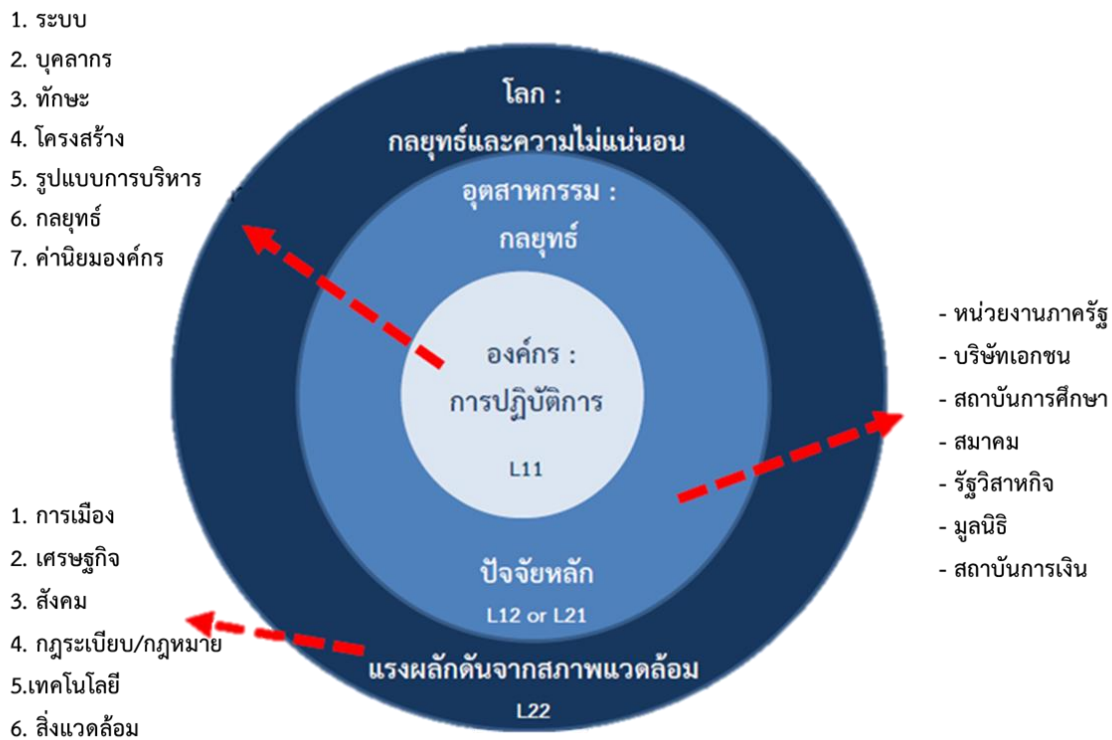 1. ระบบ
2. บุคลากร
3. ทักษะ
4. โครงสร้าง
5. รูปแบบการบริหาร
6. กลยุทธ์
7. ค่านิยมองค์กร
โลก :
กลยุทธ์และความไม่แน่นอน
อุตสาหกรรม :
กลยุทธ์
องค์กร :
การปฏิบัติการ
L11
ปัจจัยหลัก
L12 or L21
แรงผลักดันจากสภาพแวดล้อม
L22
- หน่วยงานภาครัฐ
- บริษัทเอกชน
- สถาบันการศึกษา
- สมาคม
- รัฐวิสาหกิจ
- มูลนิธิ
- สถาบันการเงิน
1. การเมือง
2. เศรษฐกิจ
3. สังคม
4. กฎระเบียบ/กฎหมาย
5.เทคโนโลยี
6. สิ่งแวดล้อม